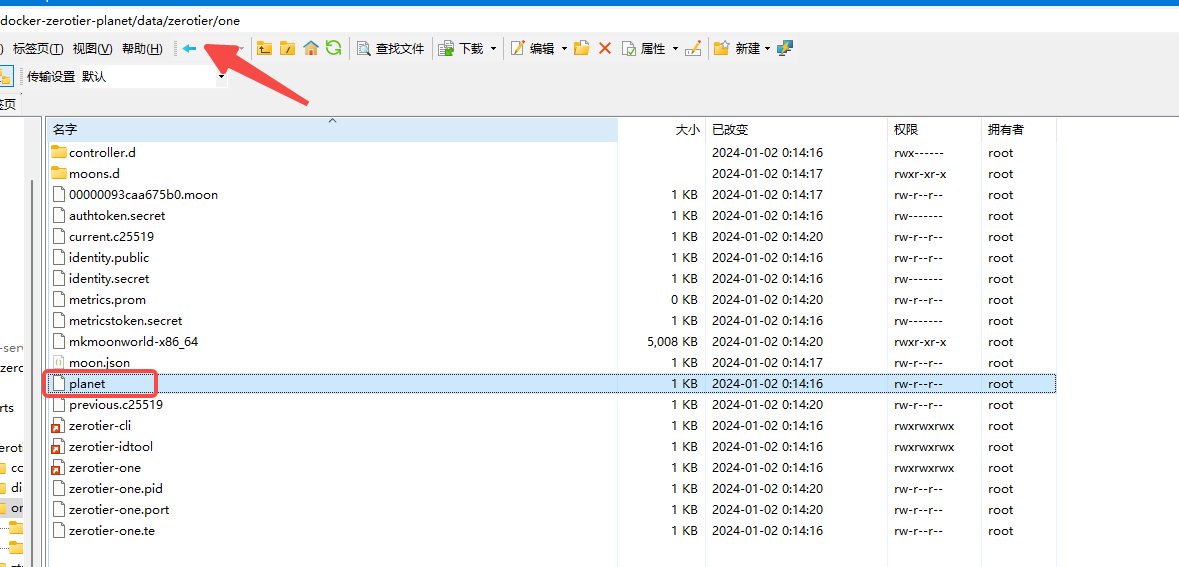 docker-zerotier-planet/data/zerotier/one
) 标签页(T) 视图(V) 帮助(H) 查找文件 下载 编辑 属性 新建
传输设置 默认
签页
名字 大小 已改变 权限 拥有者
controller.d 2024-01-02 0:14:16 rwx------ root
moons.d 2024-01-02 0:14:17 rwxr-xr-x root
00000093caa675b0.moon 1 KB 2024-01-02 0:14:17 rw-r--r-- root
authtoken.secret 1 KB 2024-01-02 0:14:16 rw------- root
current.c25519 1 KB 2024-01-02 0:14:20 rw-r--r-- root
identity.public 1 KB 2024-01-02 0:14:16 rw-r--r-- root
identity.secret 1 KB 2024-01-02 0:14:16 rw------- root
metrics.prom 0 KB 2024-01-02 0:14:20 rw-r--r-- root
metricstoken.secret 1 KB 2024-01-02 0:14:16 rw------- root
mkmoonworld-x86_64 5,008 KB 2024-01-02 0:14:20 rwxr-xr-x root
-serv
moon.json 1 KB 2024-01-02 0:14:17 rw-r--r-- root
zero
planet 1 KB 2024-01-02 0:14:16 rw-r--r-- root
previous.c25519 1 KB 2024-01-02 0:14:20 rw-r--r-- root
rts
zerotier-cli 1 KB 2024-01-02 0:14:16 rwxrwxrwx root
zerotier-idtool 1 KB 2024-01-02 0:14:16 rwxrwxrwx root
eroti
zerotier-one 1 KB 2024-01-02 0:14:16 rwxrwxrwx root
co
zerotier-one.pid 1 KB 2024-01-02 0:14:20 rw-r--r-- root
di
zerotier-one.port 1 KB 2024-01-02 0:14:20 rw-r--r-- root
on
zerotier-one.te 1 KB 2024-01-02 0:14:16 rw-r--r-- root